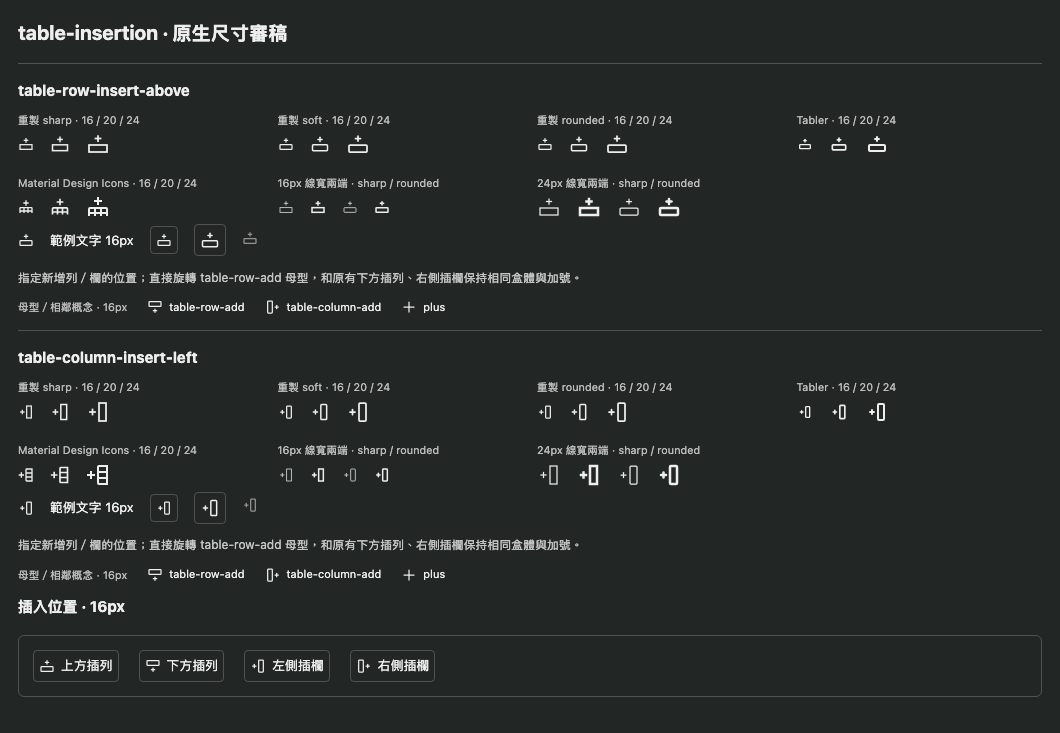 table-insertion · 原生尺寸審稿
table-row-insert-above
重製 sharp · 16 / 20 / 24
重製 soft · 16 / 20 / 24
重製 rounded · 16 / 20 / 24
Tabler · 16 / 20 / 24
Material Design Icons · 16 / 20 / 24
16px 線寬兩端 · sharp / rounded
24px 線寬兩端 · sharp / rounded
範例文字 16px
指定新增列 / 欄的位置；直接旋轉 table-row-add 母型，和原有下方插列、右側插欄保持相同盒體與加號。
母型 / 相鄰概念 · 16px table-row-add table-column-add plus
table-column-insert-left
重製 sharp · 16 / 20 / 24
重製 soft · 16 / 20 / 24
重製 rounded · 16 / 20 / 24
Tabler · 16 / 20 / 24
Material Design Icons · 16 / 20 / 24
16px 線寬兩端 · sharp / rounded
24px 線寬兩端 · sharp / rounded
範例文字 16px
指定新增列 / 欄的位置；直接旋轉 table-row-add 母型，和原有下方插列、右側插欄保持相同盒體與加號。
母型 / 相鄰概念 · 16px table-row-add table-column-add plus
插入位置 · 16px
上方插列 下方插列 左側插欄 右側插欄